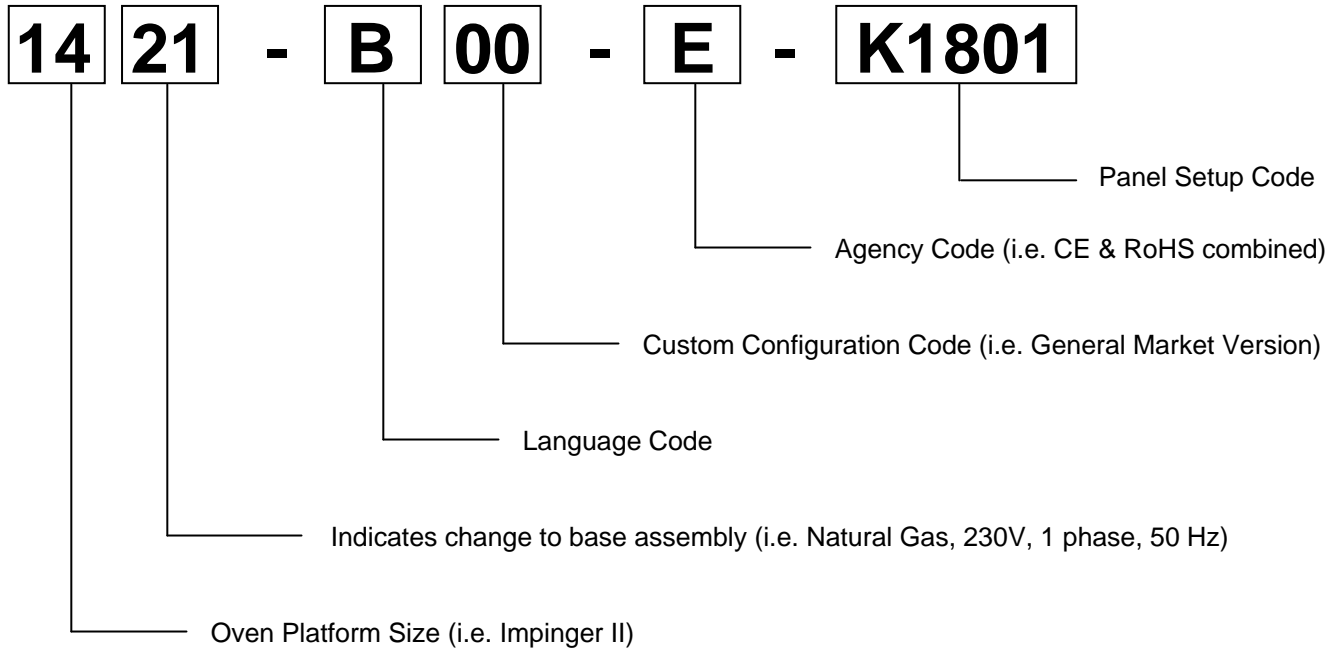 14 21 - B 00 - E - K1801
Panel Setup Code
Agency Code (i.e. CE & RoHS combined)
Custom Configuration Code (i.e. General Market Version)
Language Code
Indicates change to base assembly (i.e. Natural Gas, 230V, 1 phase, 50 Hz)
Oven Platform Size (i.e. Impinger II)